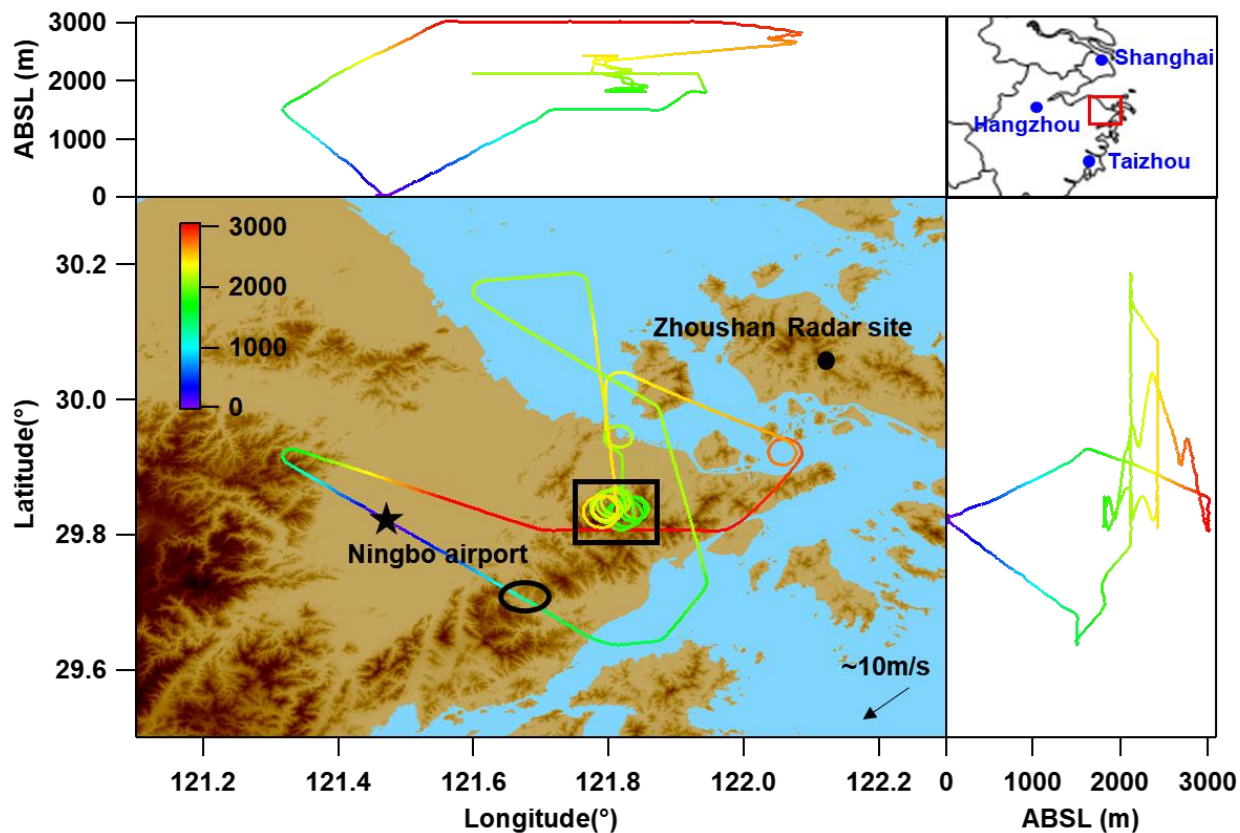 ABSL (m)
3000
2000
1000
0
Shanghai
Hangzhou
Taizhou
Latitude(°)
30.2
30.0
29.8
29.6
3000
2000
1000
0
Zhoushan Radar site
Ningbo airport
~10m/s
121.2 121.4 121.6 121.8 122.0 122.2
Longitude(°)
0 1000 2000 3000
ABSL (m)